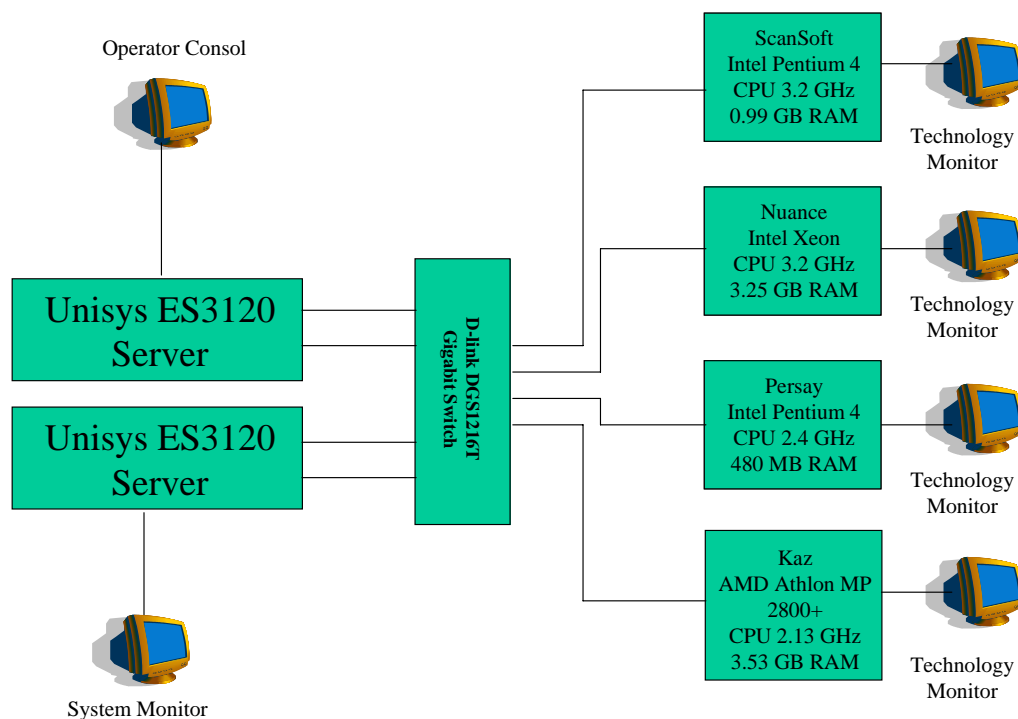 Operator Consol
Unisys ES3120
Server
Unisys ES3120
Server
System Monitor
D-link DGS1216T
Gigabit Switch
ScanSoft
Intel Pentium 4
CPU 3.2 GHz
0.99 GB RAM
Technology
Monitor
Nuance
Intel Xeon
CPU 3.2 GHz
3.25 GB RAM
Technology
Monitor
Persay
Intel Pentium 4
CPU 2.4 GHz
480 MB RAM
Technology
Monitor
Kaz
AMD Athlon MP
2800+
CPU 2.13 GHz
3.53 GB RAM
Technology
Monitor